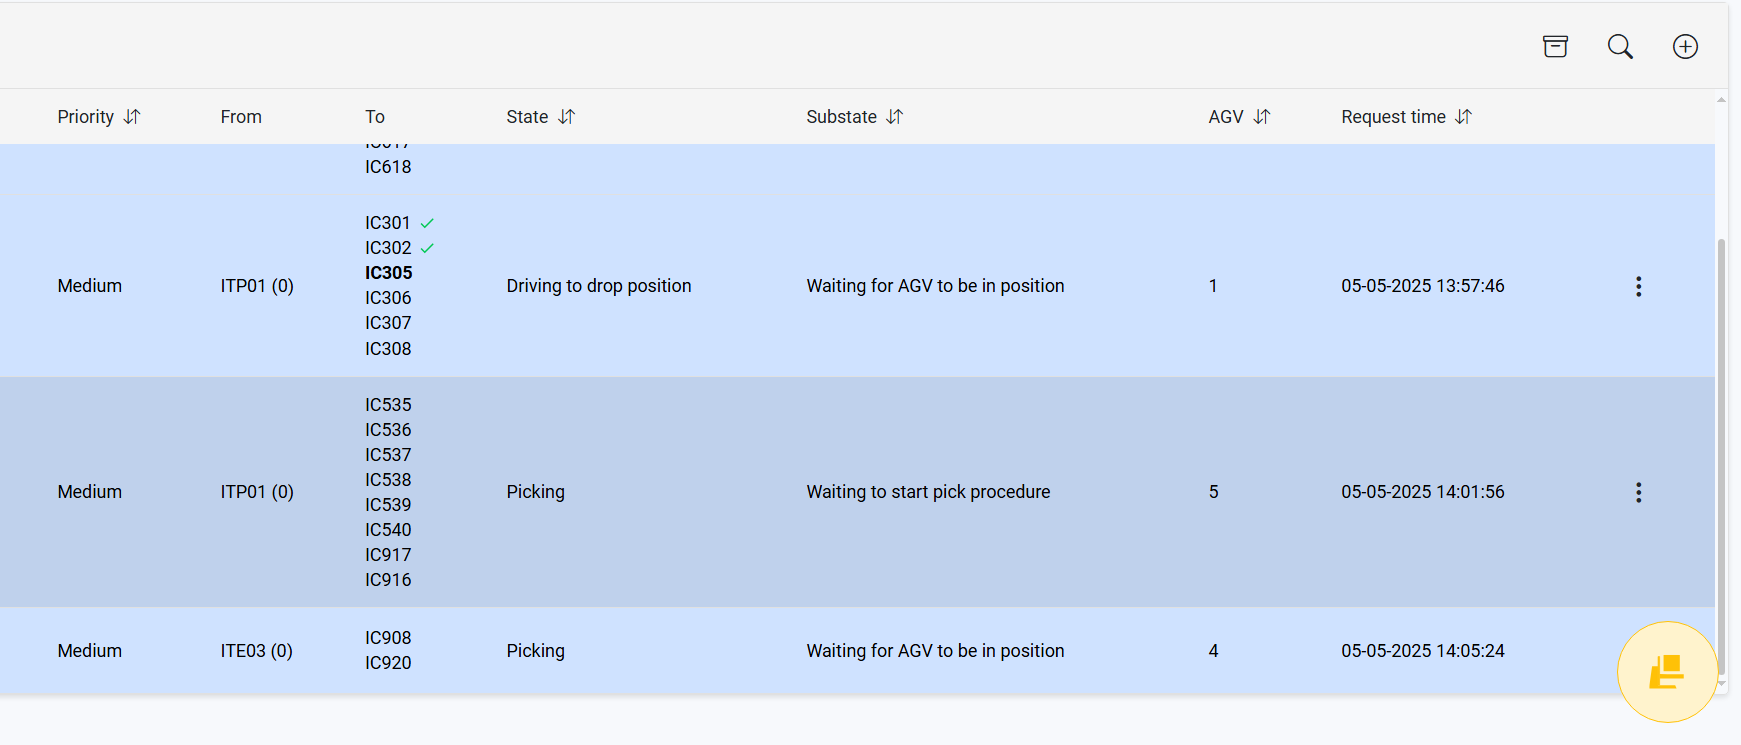 Priority From To State Substate AGV Request time
IC618
IC301
IC302
IC305
IC306
IC307
IC308
Medium ITP01 (0) Driving to drop position Waiting for AGV to be in position 1 05-05-2025 13:57:46
IC535
IC536
IC537
IC538
IC539
IC540
IC917
IC916
Medium ITP01 (0) Picking Waiting to start pick procedure 5 05-05-2025 14:01:56
IC908
IC920
Medium ITE03 (0) Picking Waiting for AGV to be in position 4 05-05-2025 14:05:24